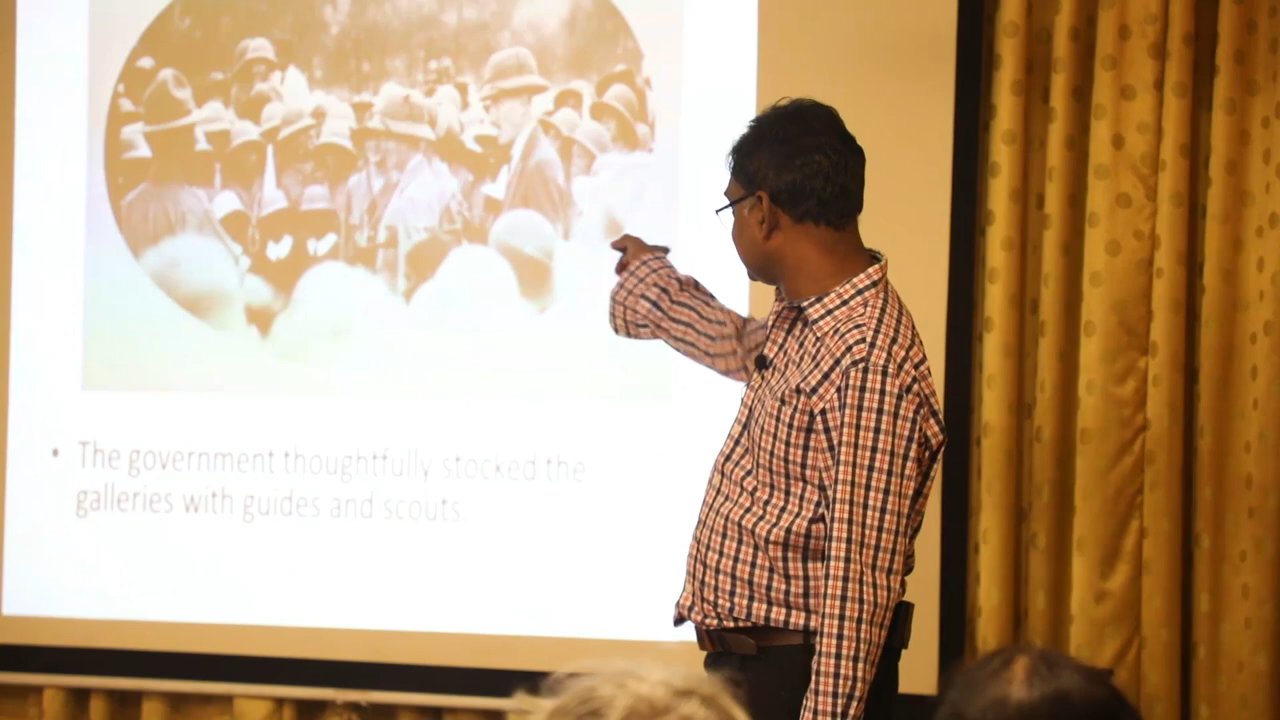 • The government thoughtfully stocked the
galleries with guides and scouts